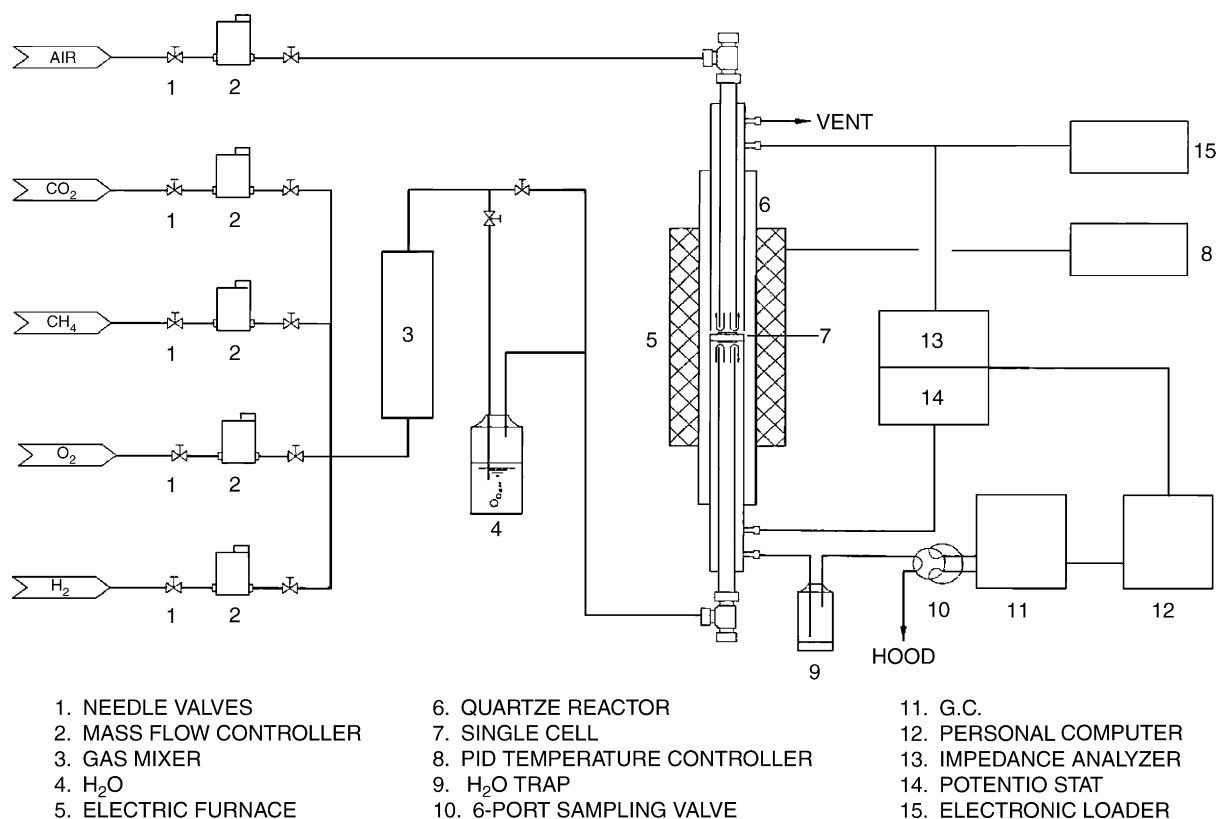 AIR
1
2
VENT
15
CO2
1
2
6
8
CH4
1
2
3
5
7
13
14
O2
1
2
4
H2
1
2
10
11
12
HOOD
9
1. NEEDLE VALVES
2. MASS FLOW CONTROLLER
3. GAS MIXER
4. H2O
5. ELECTRIC FURNACE
6. QUARTZE REACTOR
7. SINGLE CELL
8. PID TEMPERATURE CONTROLLER
9. H2O TRAP
10. 6-PORT SAMPLING VALVE
11. G.C.
12. PERSONAL COMPUTER
13. IMPEDANCE ANALYZER
14. POTENTIO STAT
15. ELECTRONIC LOADER